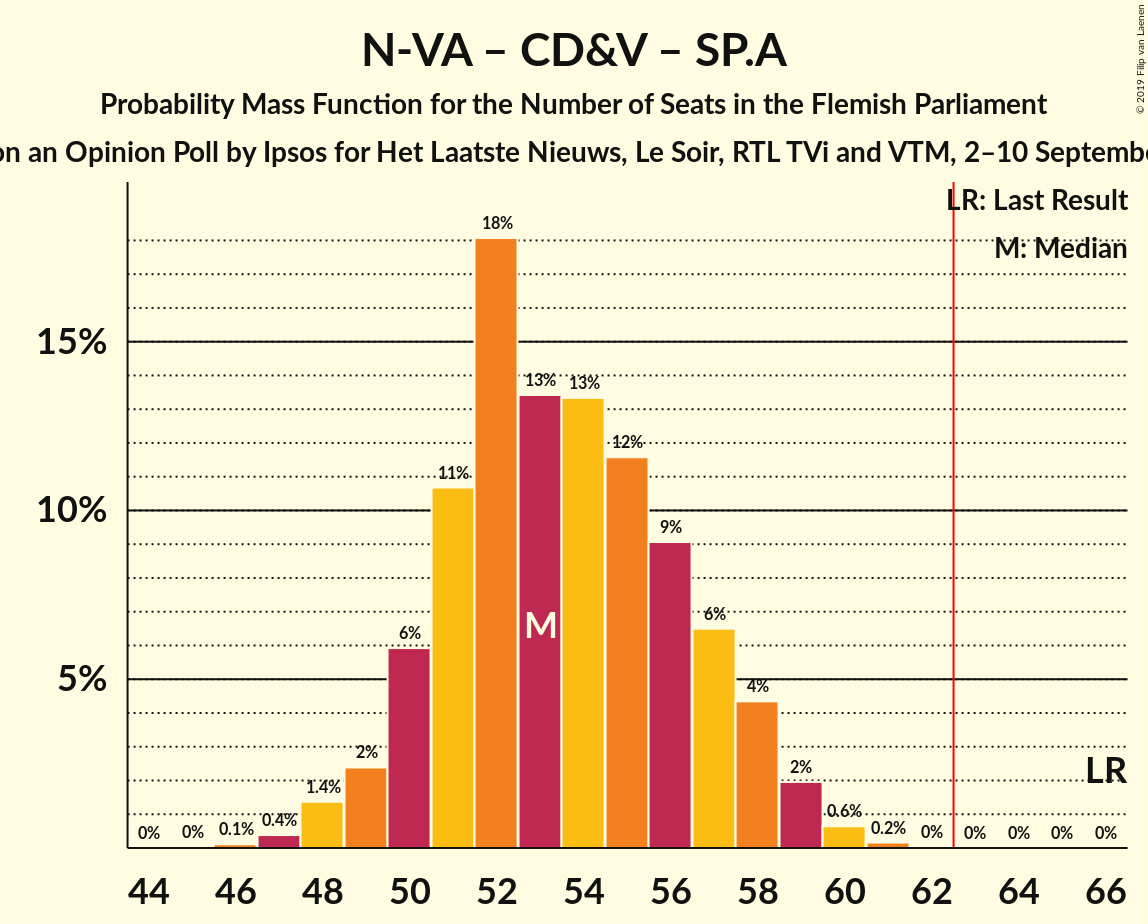 N-VA – CD&V – SP.A
Probability Mass Function for the Number of Seats in the Flemish Parliament
on an Opinion Poll by Ipsos for Het Laatste Nieuws, Le Soir, RTL TVi and VTM, 2–10 Septembe
© 2019 Filip van Laenen
LR: Last Result
M: Median
18%
15%
13%
13%
12%
11%
10%
9%
6%
6%
5%
4%
2%
2%
1.4%
0.6%
0.4%
0.1%
0.2%
0%
0%
0%
0%
0%
0%
0%
M
LR
44 46 48 50 52 54 56 58 60 62 64 66